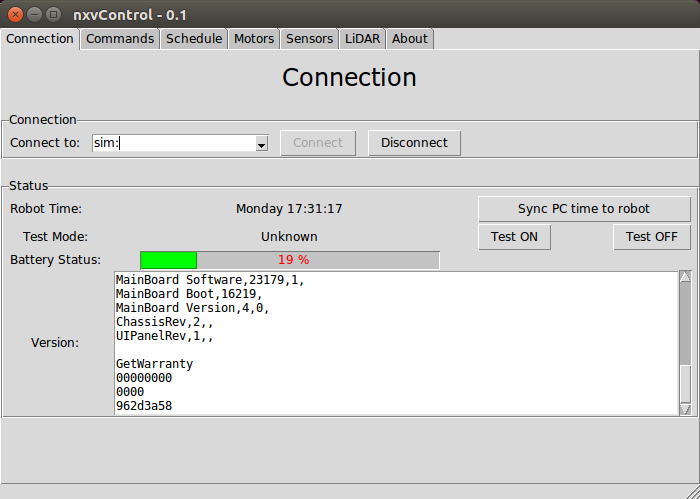 nxvControl - 0.1
Connection Commands Schedule Motors Sensors LiDAR About
Connection
Connection
Connect to: sim: Connect Disconnect
Status
Robot Time: Monday 17:31:17 Sync PC time to robot
Test Mode: Unknown Test ON Test OFF
Battery Status: 19 %
Version:
MainBoard Software,23179,1,
MainBoard Boot,16219,
MainBoard Version,4,0,
ChassisRev,2,,
UIPanelRev,1,,
GetWarranty
00000000
0000
962d3a58